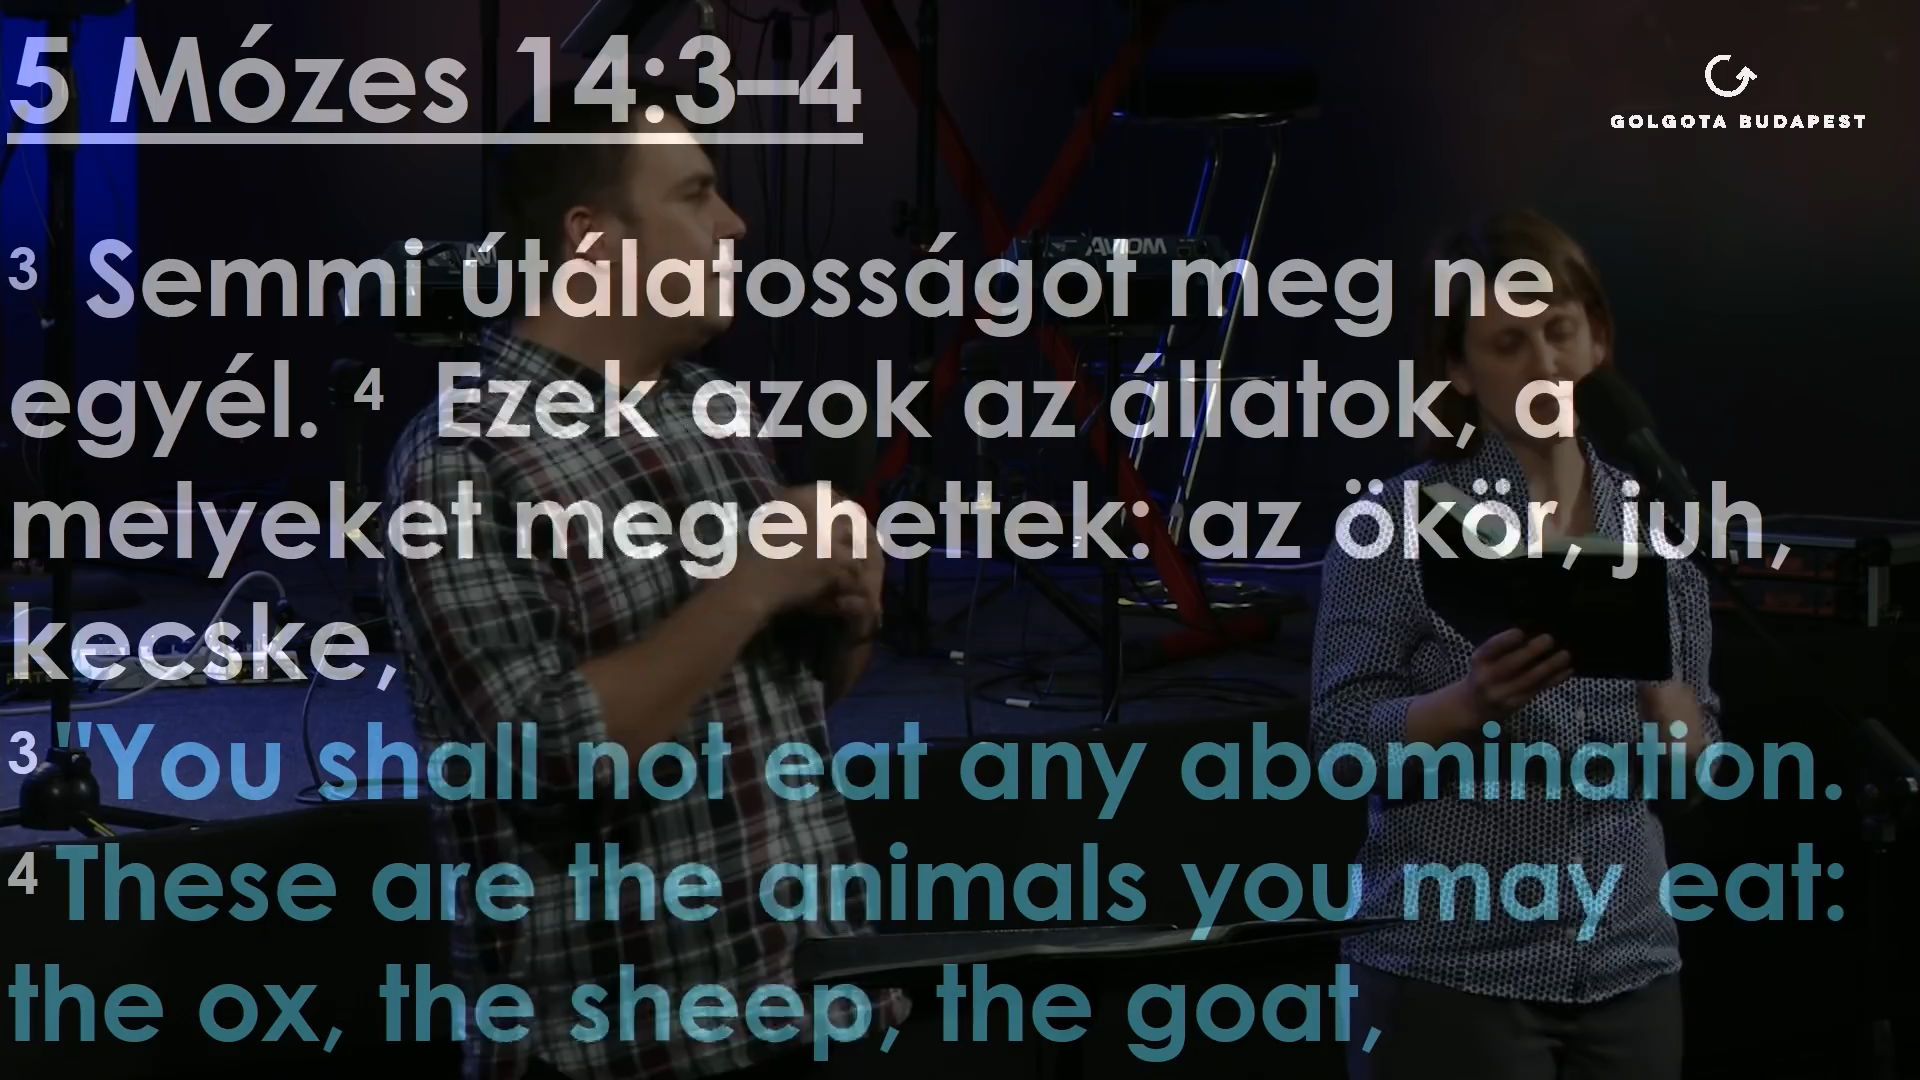 5 Mózes 14:3–4
GOLGOTA BUDAPEST
3 Semmi útálatosságot meg ne
egyél. 4 Ezek azok az állatok, a
melyeket megehettek: az ökör, juh,
kecske,
3 "You shall not eat any abomination.
4 These are the animals you may eat:
the ox, the sheep, the goat,
AVIOM